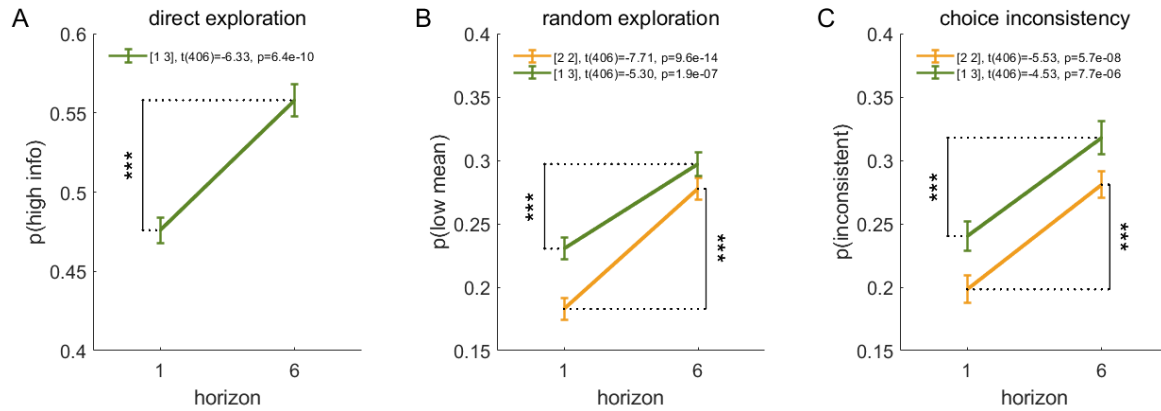 A
direct exploration
[1 3], t(406)=-6.33, p=6.4e-10
p(high info)
0.6
0.55
0.5
0.45
0.4
***
1
6
horizon
B
random exploration
[2 2], t(406)=-7.71, p=9.6e-14
[1 3], t(406)=-5.30, p=1.9e-07
p(low mean)
0.4
0.35
0.3
0.25
0.2
0.15
***
***
1
6
horizon
C
choice inconsistency
[2 2], t(406)=-5.53, p=5.7e-08
[1 3], t(406)=-4.53, p=7.7e-06
p(inconsistent)
0.4
0.35
0.3
0.25
0.2
0.15
***
***
1
6
horizon